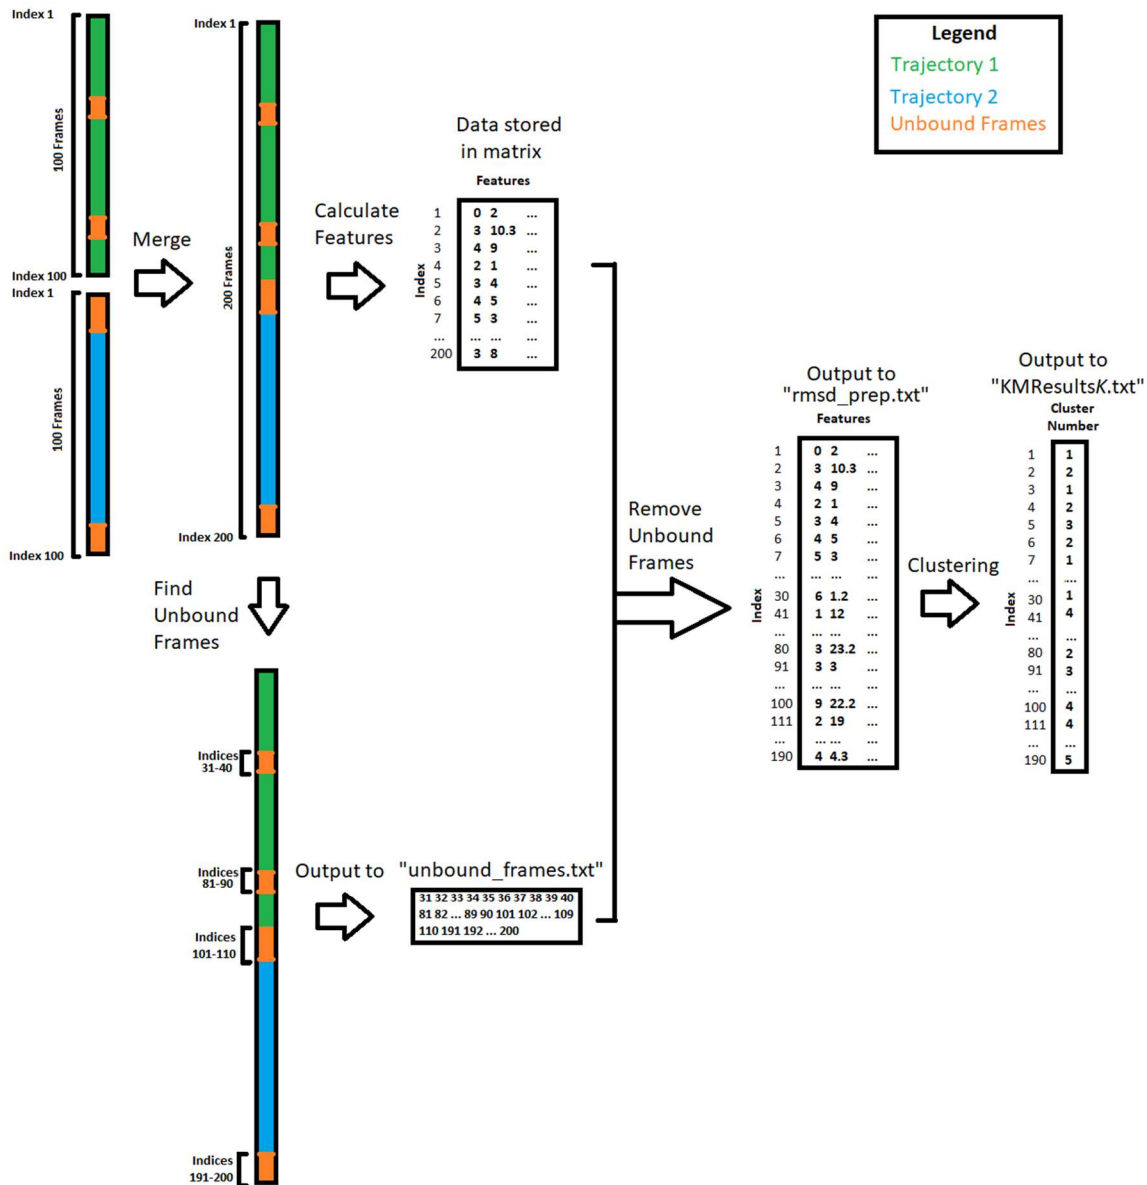 Index 1
100 Frames
Index 100
Index 1
100 Frames
Index 100
Merge
Index 1
200 Frames
Index 200
Calculate
Features
Data stored
in matrix
Features
Index
1 0 2 ...
2 3 10.3 ...
3 4 9 ...
4 2 1 ...
5 3 4 ...
6 4 5 ...
7 5 3 ...
... ... ... ...
200 3 8 ...
Legend
Trajectory 1
Trajectory 2
Unbound Frames
Find
Unbound
Frames
Indices
31-40
Indices
81-90
Indices
101-110
Indices
191-200
Output to
"unbound_frames.txt"
31 32 33 34 35 36 37 38 39 40
81 82 ... 89 90 101 102 ... 109
110 191 192 ... 200
Remove
Unbound
Frames
Output to
"rmsd_prep.txt"
Features
Index
1 0 2 ...
2 3 10.3 ...
3 4 9 ...
4 2 1 ...
5 3 4 ...
6 4 5 ...
7 5 3 ...
... ... ... ...
30 6 1.2 ...
41 1 12 ...
... ... ... ...
80 3 23.2 ...
91 3 3 ...
... ... ... ...
100 9 22.2 ...
111 2 19 ...
... ... ... ...
190 4 4.3 ...
Clustering
Output to
"KMResultsK.txt"
Cluster
Number
Index
1 1
2 2
3 1
4 2
5 3
6 2
7 1
... ...
30 1
41 4
... ...
80 2
91 3
... ...
100 4
111 4
... ...
190 5